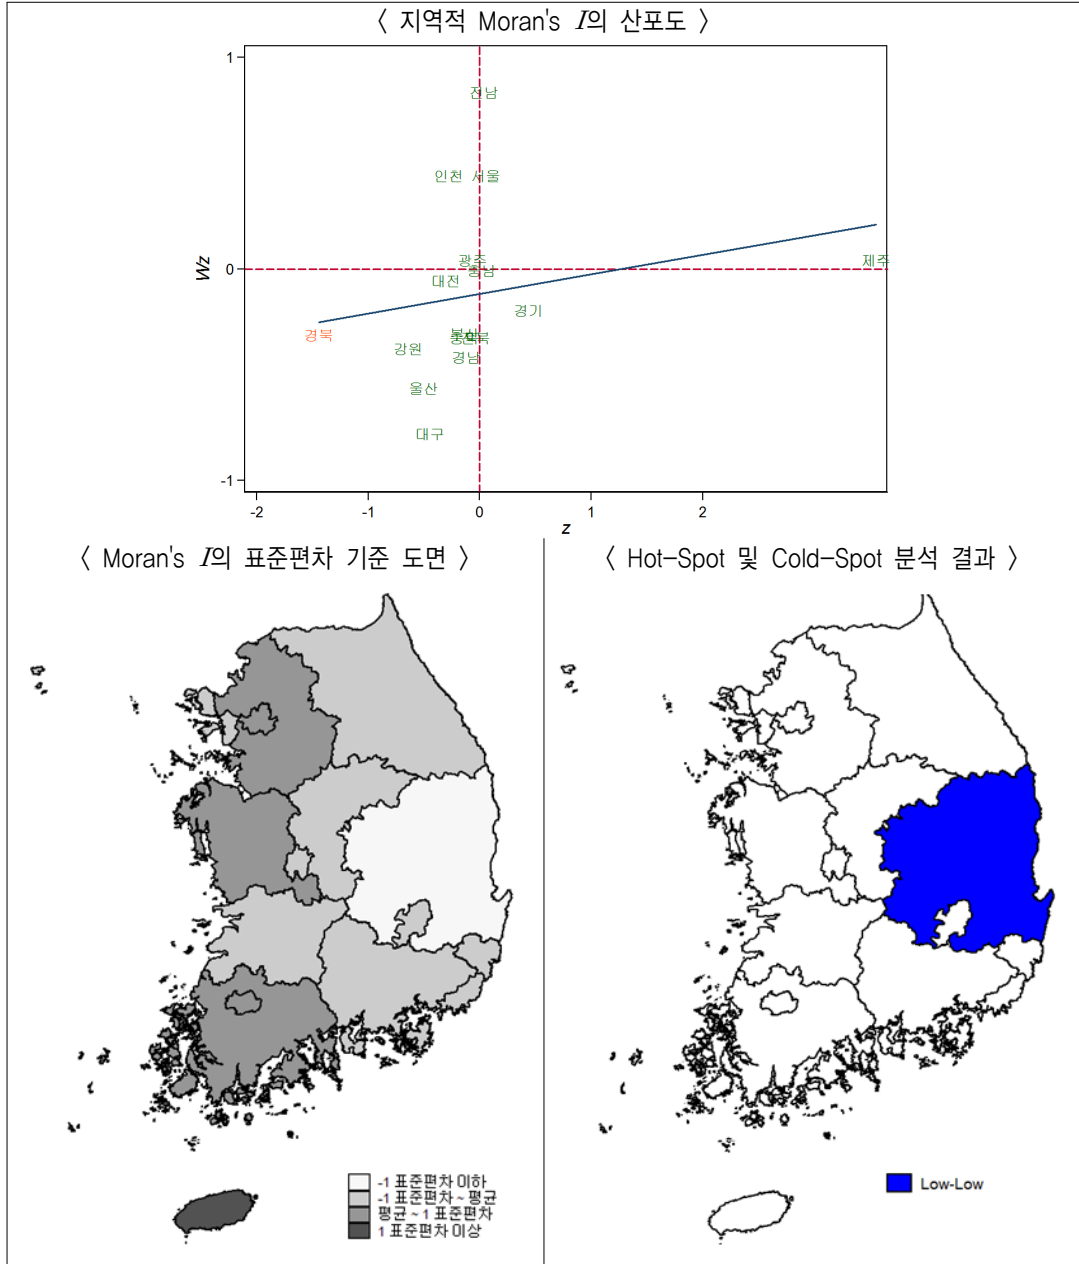 〈 지역적 Moran's I의 산포도 〉
1
전남
인천 서울
Wz
광주
제주
0
충남
대전
경기
경북
부산
전북
강원
경남
울산
대구
-1
-2 -1 0 1 2
z
〈 Moran's I의 표준편차 기준 도면 〉
〈 Hot-Spot 및 Cold-Spot 분석 결과 〉
-1 표준편차 이하
-1 표준편차 ~ 평균
평균 ~ 1 표준편차
1 표준편차 이상
Low-Low